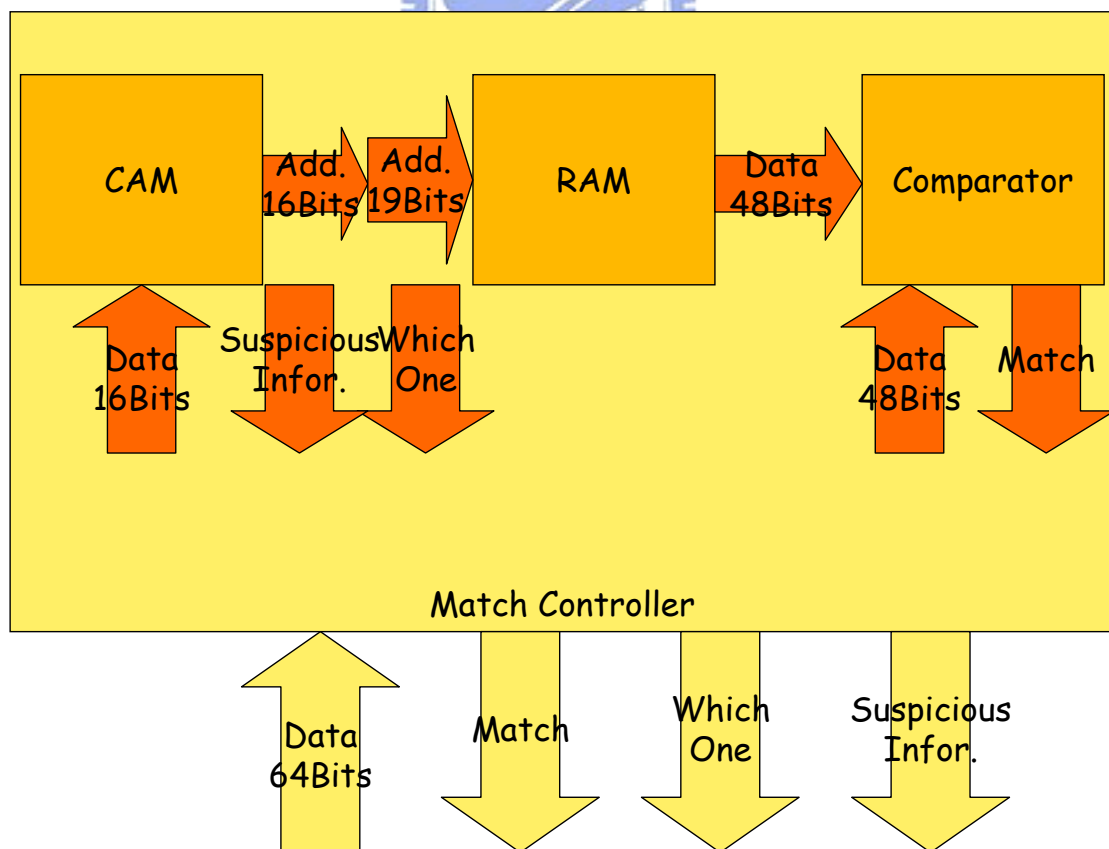 CAM
Add.
16Bits
Add.
19Bits
RAM
Data
48Bits
Comparator
Data
16Bits
Suspicious
Infor.
Which
One
Data
48Bits
Match
Match Controller
Data
64Bits
Match
Which
One
Suspicious
Infor.